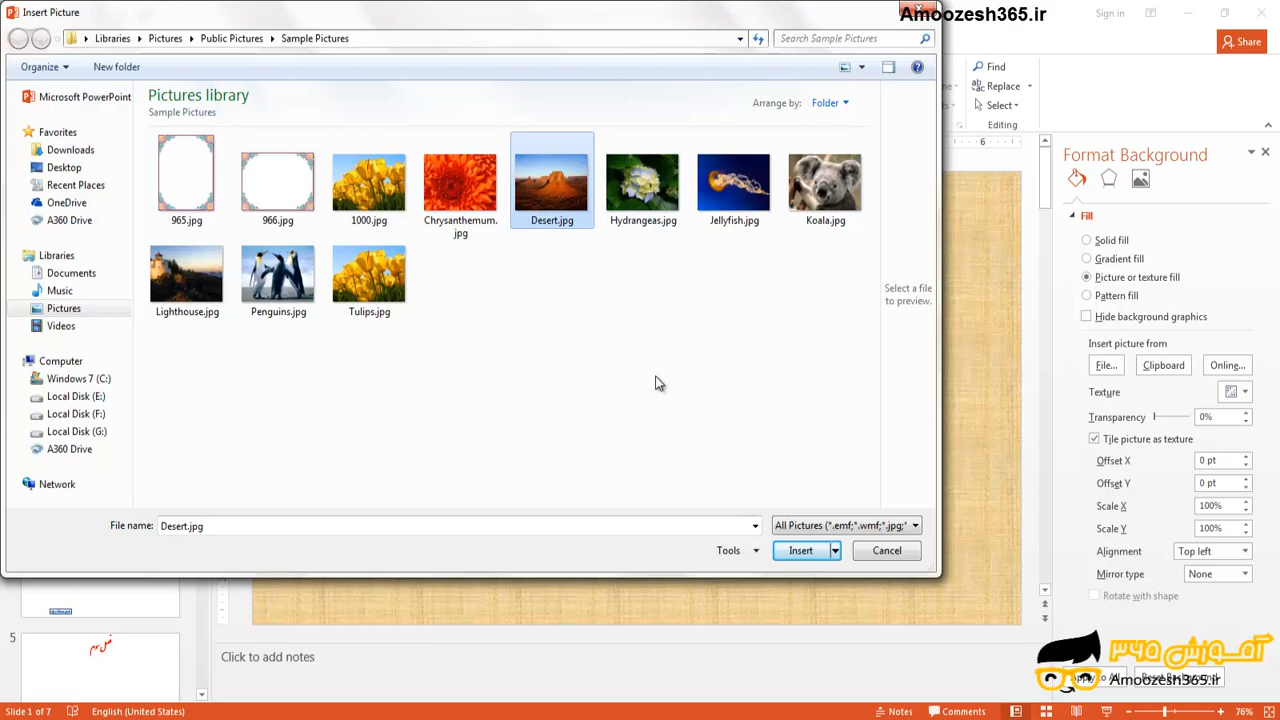 Insert Picture
Amoozesh365.ir
Sign in
Libraries Pictures Public Pictures Sample Pictures
Search Sample Pictures
Share
Organize New folder
Find
Replace
Select
Editing
Microsoft PowerPoint
Favorites
Downloads
Desktop
Recent Places
OneDrive
A360 Drive
Libraries
Documents
Music
Pictures
Videos
Computer
Windows 7 (C:)
Local Disk (E:)
Local Disk (F:)
Local Disk (G:)
A360 Drive
Network
Pictures library
Sample Pictures
Arrange by: Folder
965.jpg
966.jpg
1000.jpg
Chrysanthemum.
jpg
Desert.jpg
Hydrangeas.jpg
Jellyfish.jpg
Koala.jpg
Lighthouse.jpg
Penguins.jpg
Tulips.jpg
Select a file
to preview.
File name: Desert.jpg
All Pictures (*.emf;*.wmf;*.jpg;*
Tools Insert Cancel
6
Format Background
Fill
Solid fill
Gradient fill
Picture or texture fill
Pattern fill
Hide background graphics
Insert picture from
File... Clipboard Online...
Texture
Transparency 0%
Tile picture as texture
Offset X 0 pt
Offset Y 0 pt
Scale X 100%
Scale Y 100%
Alignment Top left
Mirror type None
Rotate with shape
5
فصل سوم
Click to add notes
آموزش ۳۶۵
Amoozesh365.ir
Slide 1 of 7 English (United States) Notes Comments 76%